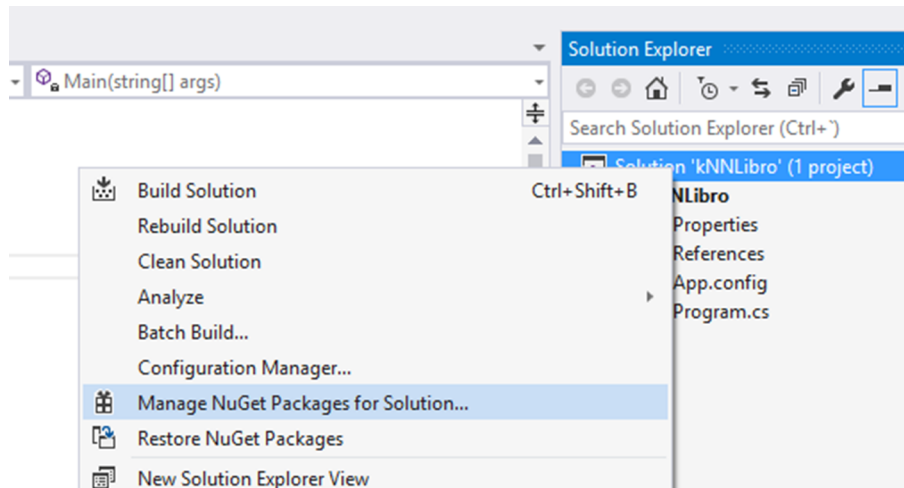 Main(string[] args)
Solution Explorer
Search Solution Explorer (Ctrl+`)
Solution 'kNNLibro' (1 project)
NLibro
Properties
References
App.config
Program.cs
Build Solution Ctrl+Shift+B
Rebuild Solution
Clean Solution
Analyze
Batch Build...
Configuration Manager...
Manage NuGet Packages for Solution...
Restore NuGet Packages
New Solution Explorer View